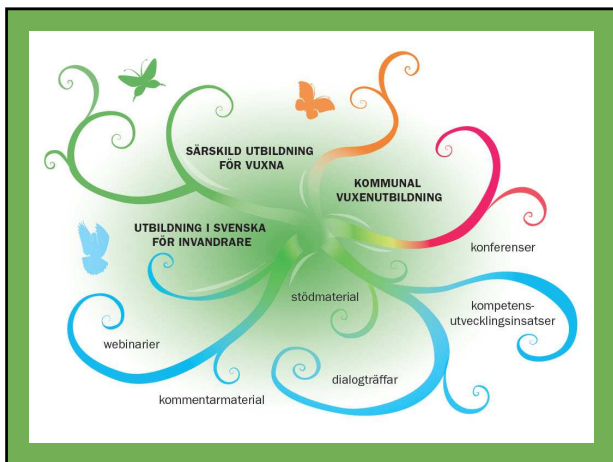 SÄRSKILD UTBILDNING
FÖR VUXNA
KOMMUNAL
VUXENUTBILDNING
UTBILDNING I SVENSKA
FÖR INVANDRARE
konferenser
stödmaterial
kompetens-
utvecklingsinsatser
webinarier
dialogträffar
kommentarmaterial